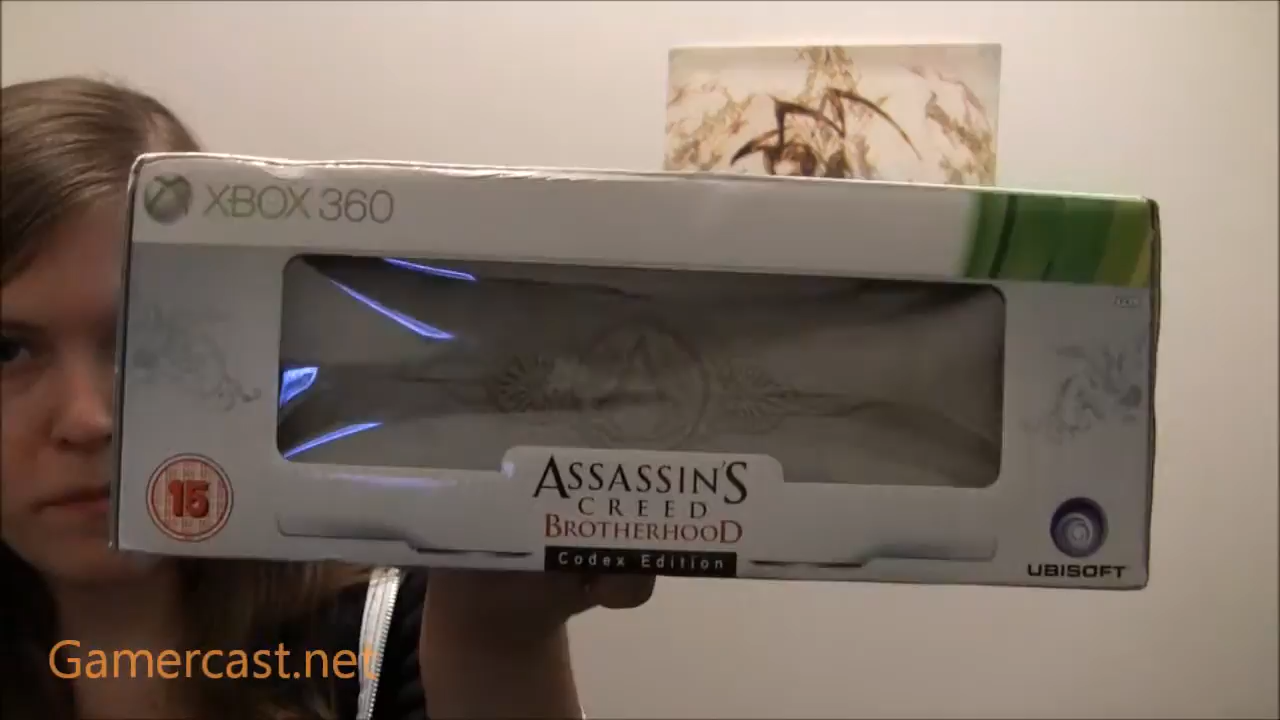 XBOX 360
15
ASSASSIN'S
CREED
BROTHERHOOD
Codex Edition
UBISOFT
Gamercast.net